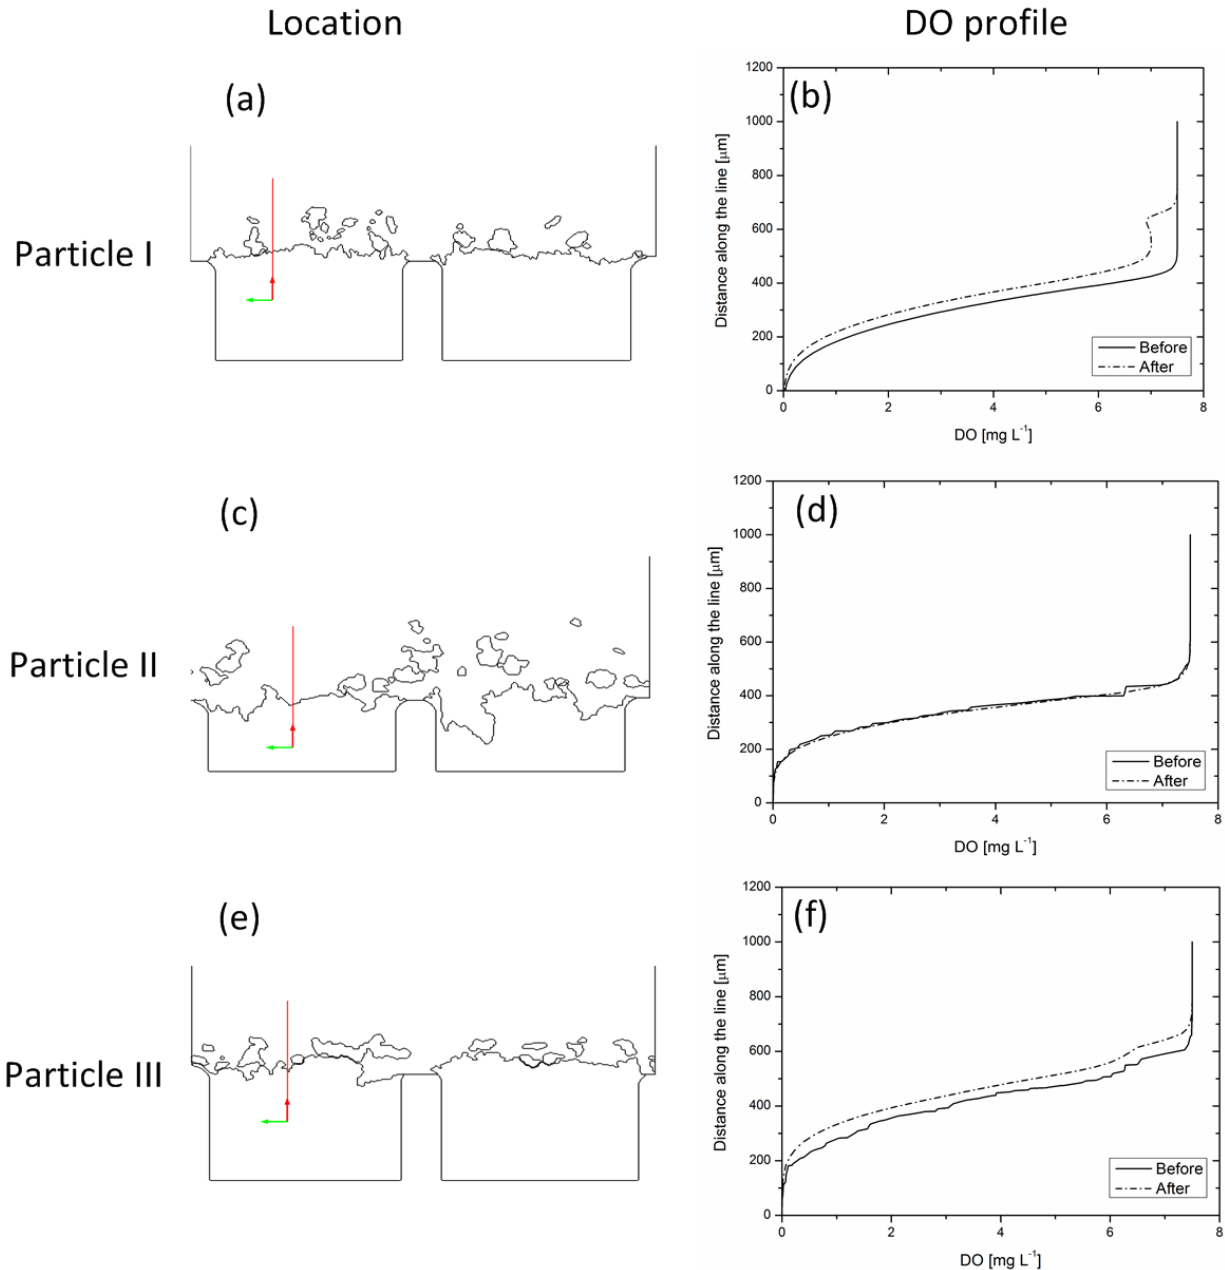 Location
DO profile
Particle I
(a)
(b)
1200
1000
800
600
400
200
0
Distance along the line [µm]
Before
After
0 2 4 6 8
DO [mg L⁻¹]
Particle II
(c)
(d)
1200
1000
800
600
400
200
0
Distance along the line [µm]
Before
After
0 2 4 6 8
DO [mg L⁻¹]
Particle III
(e)
(f)
1200
1000
800
600
400
200
0
Distance along the line [µm]
Before
After
0 2 4 6 8
DO [mg L⁻¹]